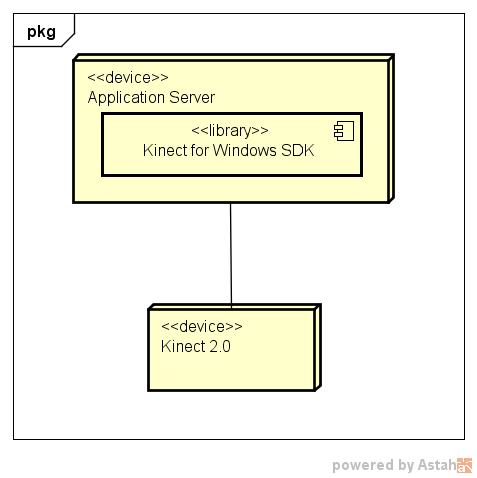 pkg
<<device>>
Application Server
<<library>>
Kinect for Windows SDK
<<device>>
Kinect 2.0
powered by Astah